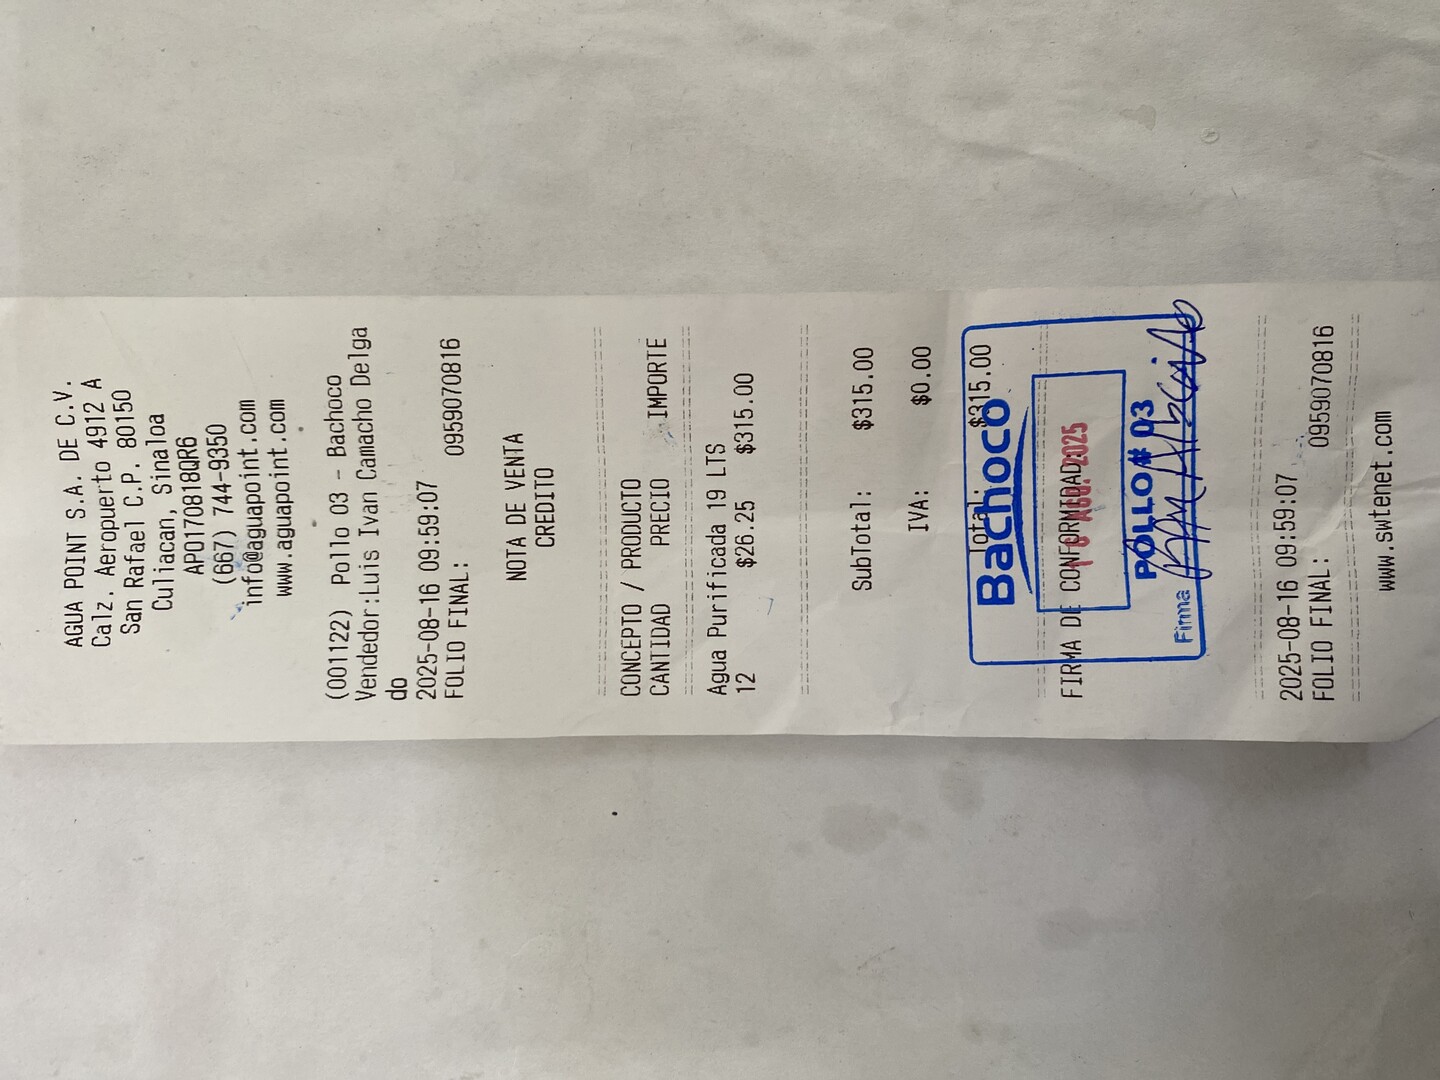 AGUA POINT S.A. DE C.V.
Calz. Aeropuerto 4912 A
San Rafael C.P. 80150
Culiacan, Sinaloa
APO170818QR6
(667) 744-9350
info@aguapoint.com
www.aguapoint.com
(001122) Pollo 03 - Bachoco
Vendedor:Luis Ivan Camacho Delga
do
2025-08-16 09:59:07
FOLIO FINAL: 0959070816
NOTA DE VENTA
CREDITO
CONCEPTO / PRODUCTO
CANTIDAD PRECIO IMPORTE
Agua Purificada 19 LTS
12 $26.25 $315.00
SubTotal: $315.00
IVA: $0.00
Total: $315.00
Bachoco
FIRMA DE CONFORMIDAD
AGO. 2025
POLLO # 03
Firma
2025-08-16 09:59:07
FOLIO FINAL: 0959070816
www.swtenet.com